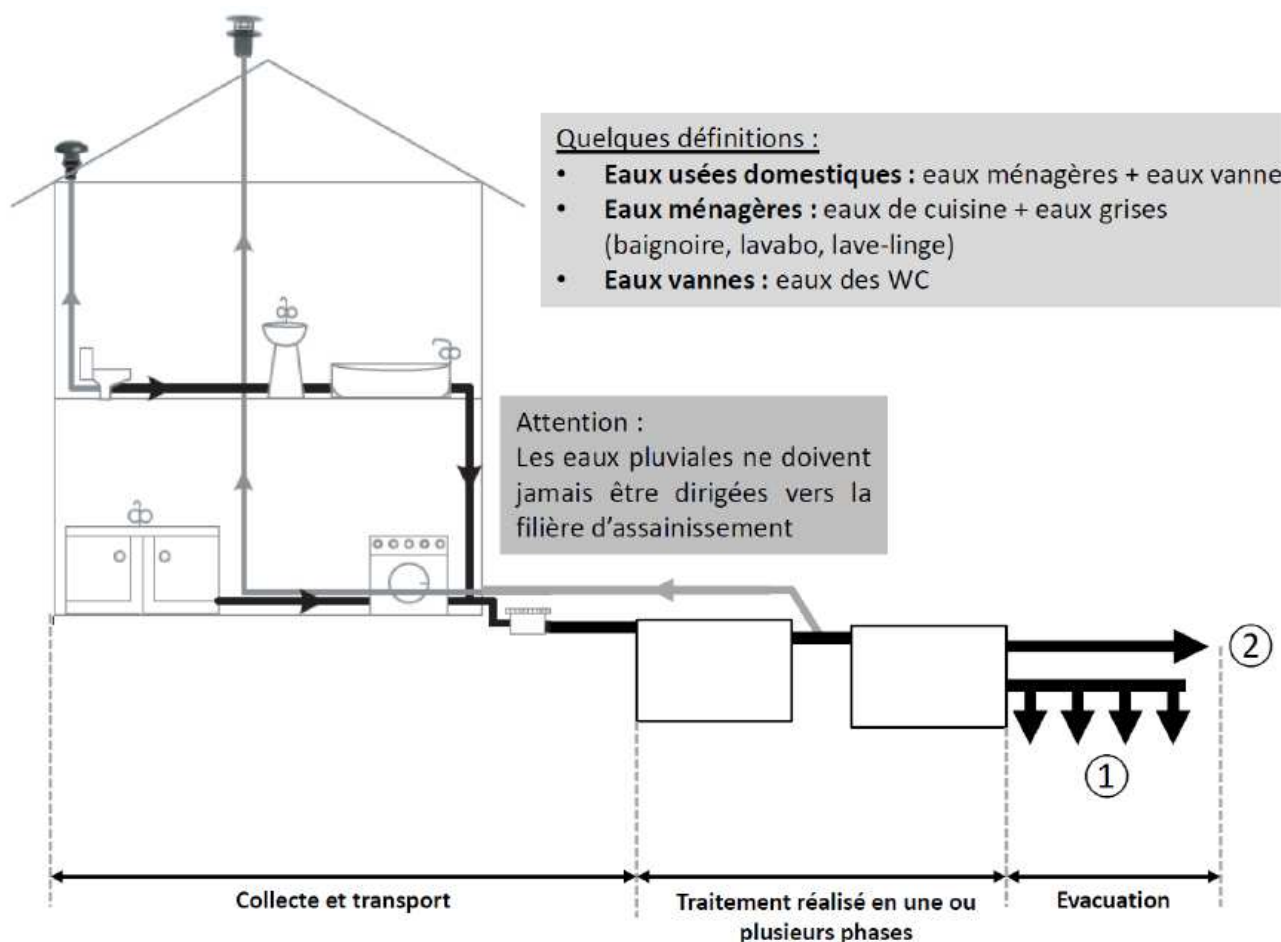 Quelques définitions :
• Eaux usées domestiques : eaux ménagères + eaux vanne
• Eaux ménagères : eaux de cuisine + eaux grises
(baignoire, lavabo, lave-linge)
• Eaux vannes : eaux des WC
Attention :
Les eaux pluviales ne doivent
jamais être dirigées vers la
filière d'assainissement
②
①
Collecte et transport
Traitement réalisé en une ou
plusieurs phases
Evacuation